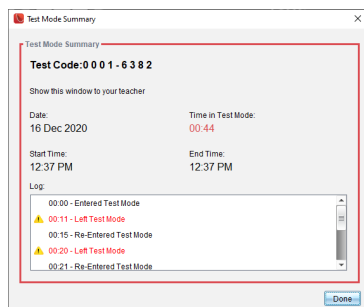 Test Mode Summary
Test Mode Summary
Test Code:0 0 0 1 - 6 3 8 2
Show this window to your teacher
Date:
Time in Test Mode:
16 Dec 2020
00:44
Start Time:
End Time:
12:37 PM
12:37 PM
Log:
00:00 - Entered Test Mode
00:11 - Left Test Mode
00:15 - Re-Entered Test Mode
00:20 - Left Test Mode
00:21 - Re-Entered Test Mode
Done